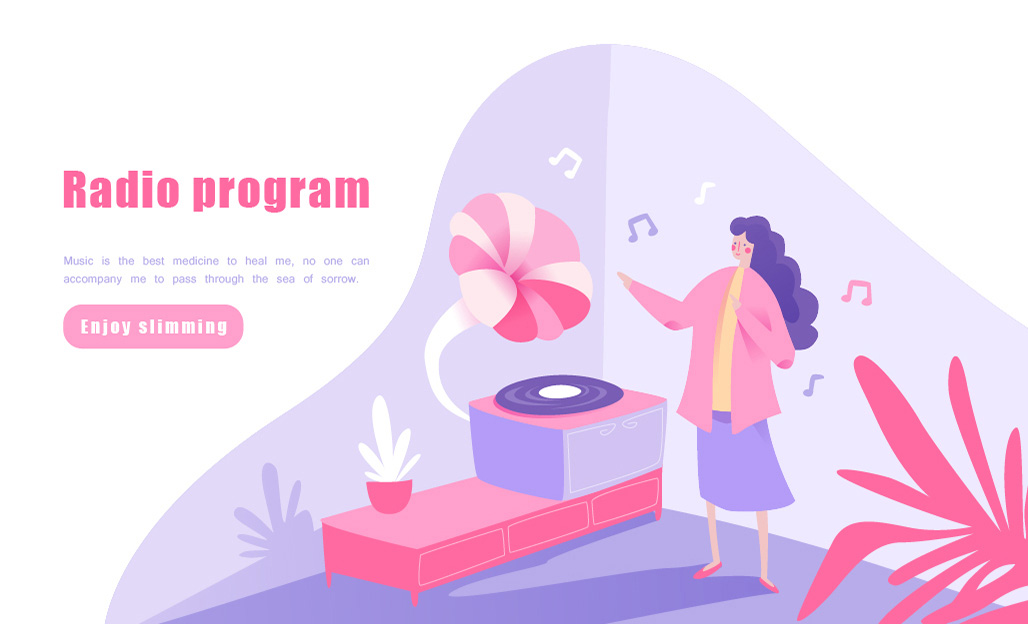 Radio program
Music is the best medicine to heal me, no one can
accompany me to pass through the sea of sorrow.
Enjoy slimming